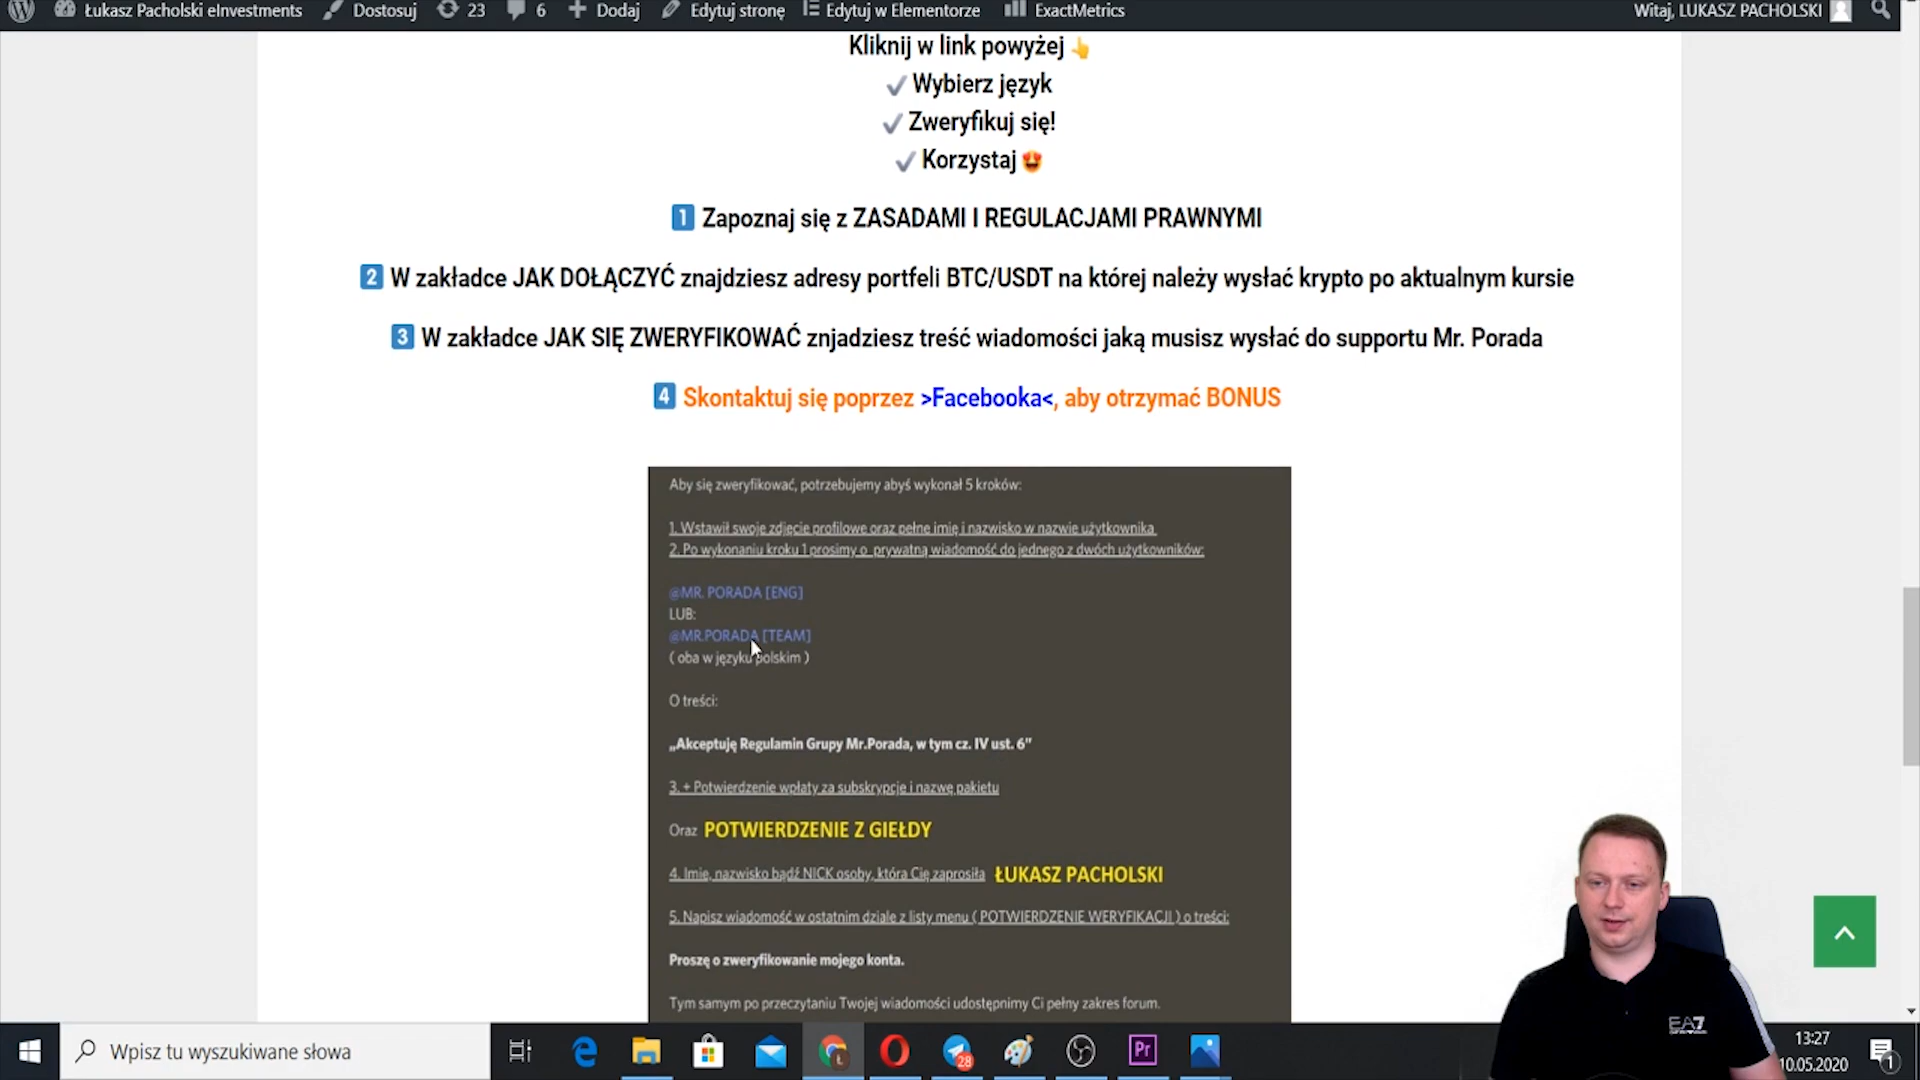 Łukasz Pacholski eInvestments
Dostosuj
23
6
Dodaj
Edytuj stronę
Edytuj w Elementorze
ExactMetrics
Witaj, LUKASZ PACHOLSKI
Kliknij w link powyżej
Wybierz język
Zweryfikuj się!
Korzystaj
1 Zapoznaj się z ZASADAMI I REGULACJAMI PRAWNYMI
2 W zakładce JAK DOŁĄCZYĆ znajdziesz adresy portfeli BTC/USDT na której należy wysłać krypto po aktualnym kursie
3 W zakładce JAK SIĘ ZWERYFIKOWAĆ znjadziesz treść wiadomości jaką musisz wysłać do supportu Mr. Porada
4 Skontaktuj się poprzez >Facebooka<, aby otrzymać BONUS
Aby się zweryfikować, potrzebujemy abyś wykonał 5 kroków:
1. Wstawił swoje zdjęcie profilowe oraz pełne imię i nazwisko w nazwie użytkownika
2. Po wykonaniu kroku 1 prosimy o prywatną wiadomość do jednego z dwóch użytkowników:
@MR. PORADA [ENG]
LUB:
@MR.PORADA [TEAM]
( oba w języku polskim )
O treści:
„Akceptuję Regulamin Grupy Mr.Porada, w tym cz. IV ust. 6”
3. + Potwierdzenie wpłaty za subskrypcję i nazwę pakietu
Oraz POTWIERDZENIE Z GIEŁDY
4. Imię, nazwisko bądź NICK osoby, która Cię zaprosiła ŁUKASZ PACHOLSKI
5. Napisz wiadomość w ostatnim dziale z listy menu ( POTWIERDZENIE WERYFIKACJI ) o treści:
Proszę o zweryfikowanie mojego konta.
Tym samym po przeczytaniu Twojej wiadomości udostępnimy Ci pełny zakres forum.
EA7
Wpisz tu wyszukiwane słowa
L
28
Pr
13:27
10.05.2020
1